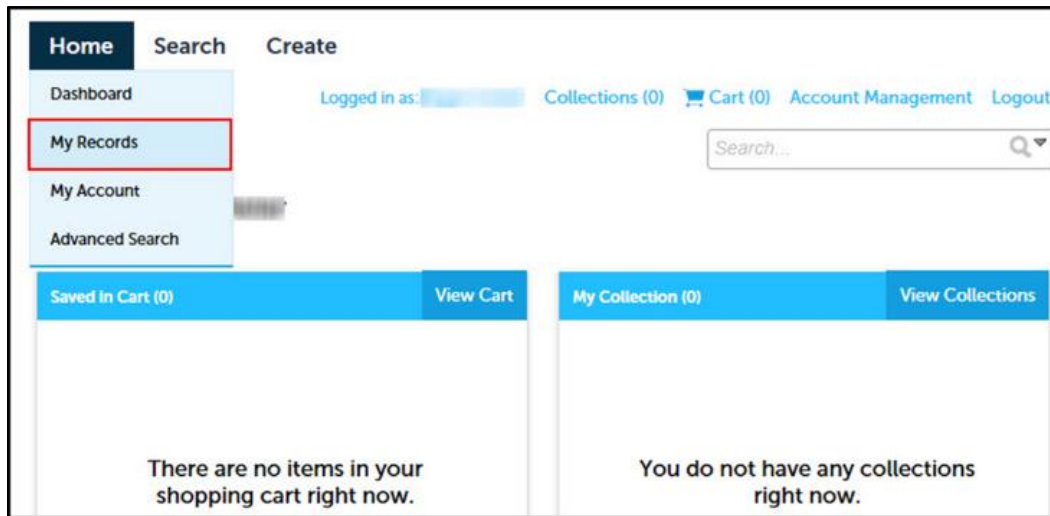 Home Search Create
Dashboard
Logged in as: Collections (0) Cart (0) Account Management Logout
My Records
Search...
My Account
Advanced Search
Saved in Cart (0) View Cart My Collection (0) View Collections
There are no items in your
shopping cart right now.
You do not have any collections
right now.